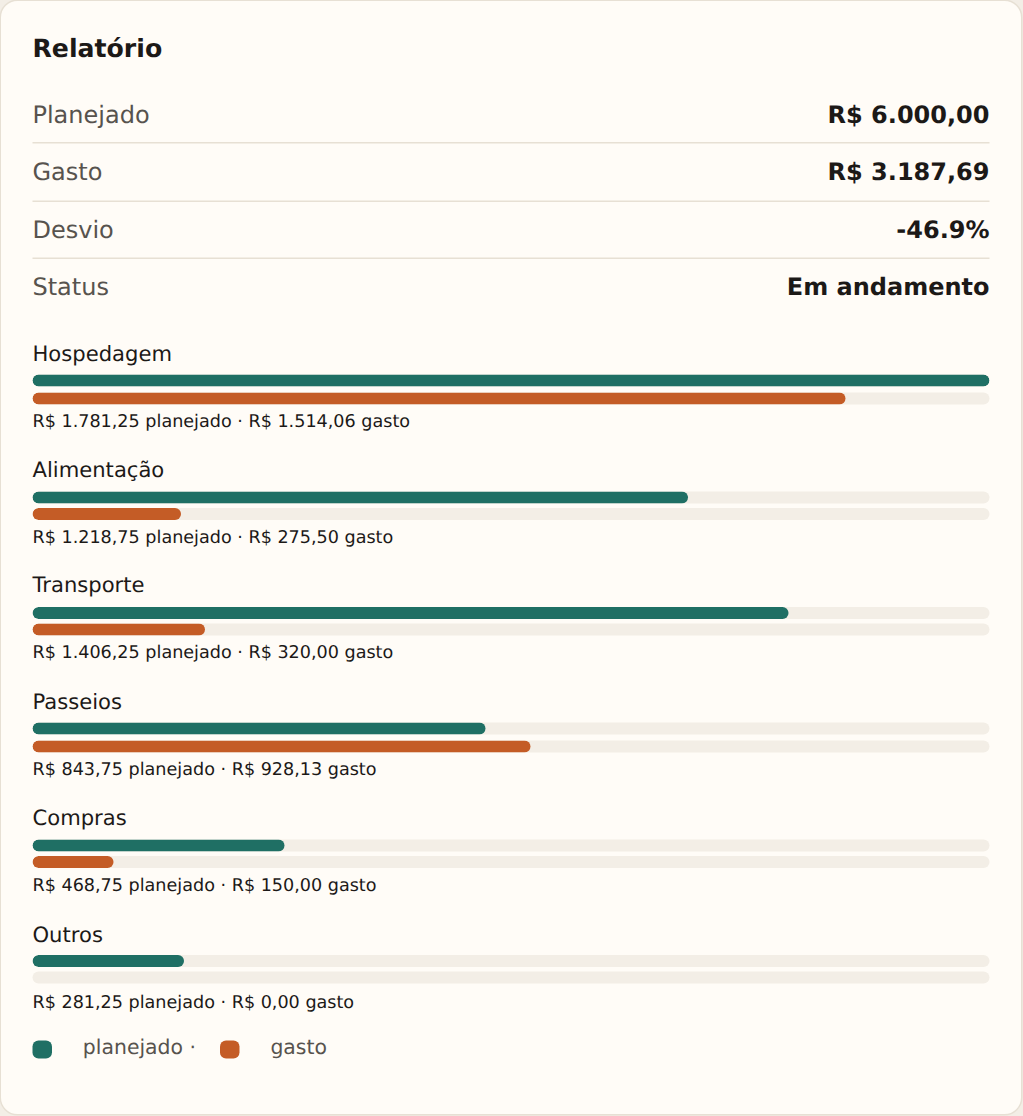 Relatório
Planejado R$ 6.000,00
Gasto R$ 3.187,69
Desvio -46.9%
Status Em andamento
Hospedagem
R$ 1.781,25 planejado · R$ 1.514,06 gasto
Alimentação
R$ 1.218,75 planejado · R$ 275,50 gasto
Transporte
R$ 1.406,25 planejado · R$ 320,00 gasto
Passeios
R$ 843,75 planejado · R$ 928,13 gasto
Compras
R$ 468,75 planejado · R$ 150,00 gasto
Outros
R$ 281,25 planejado · R$ 0,00 gasto
planejado · gasto